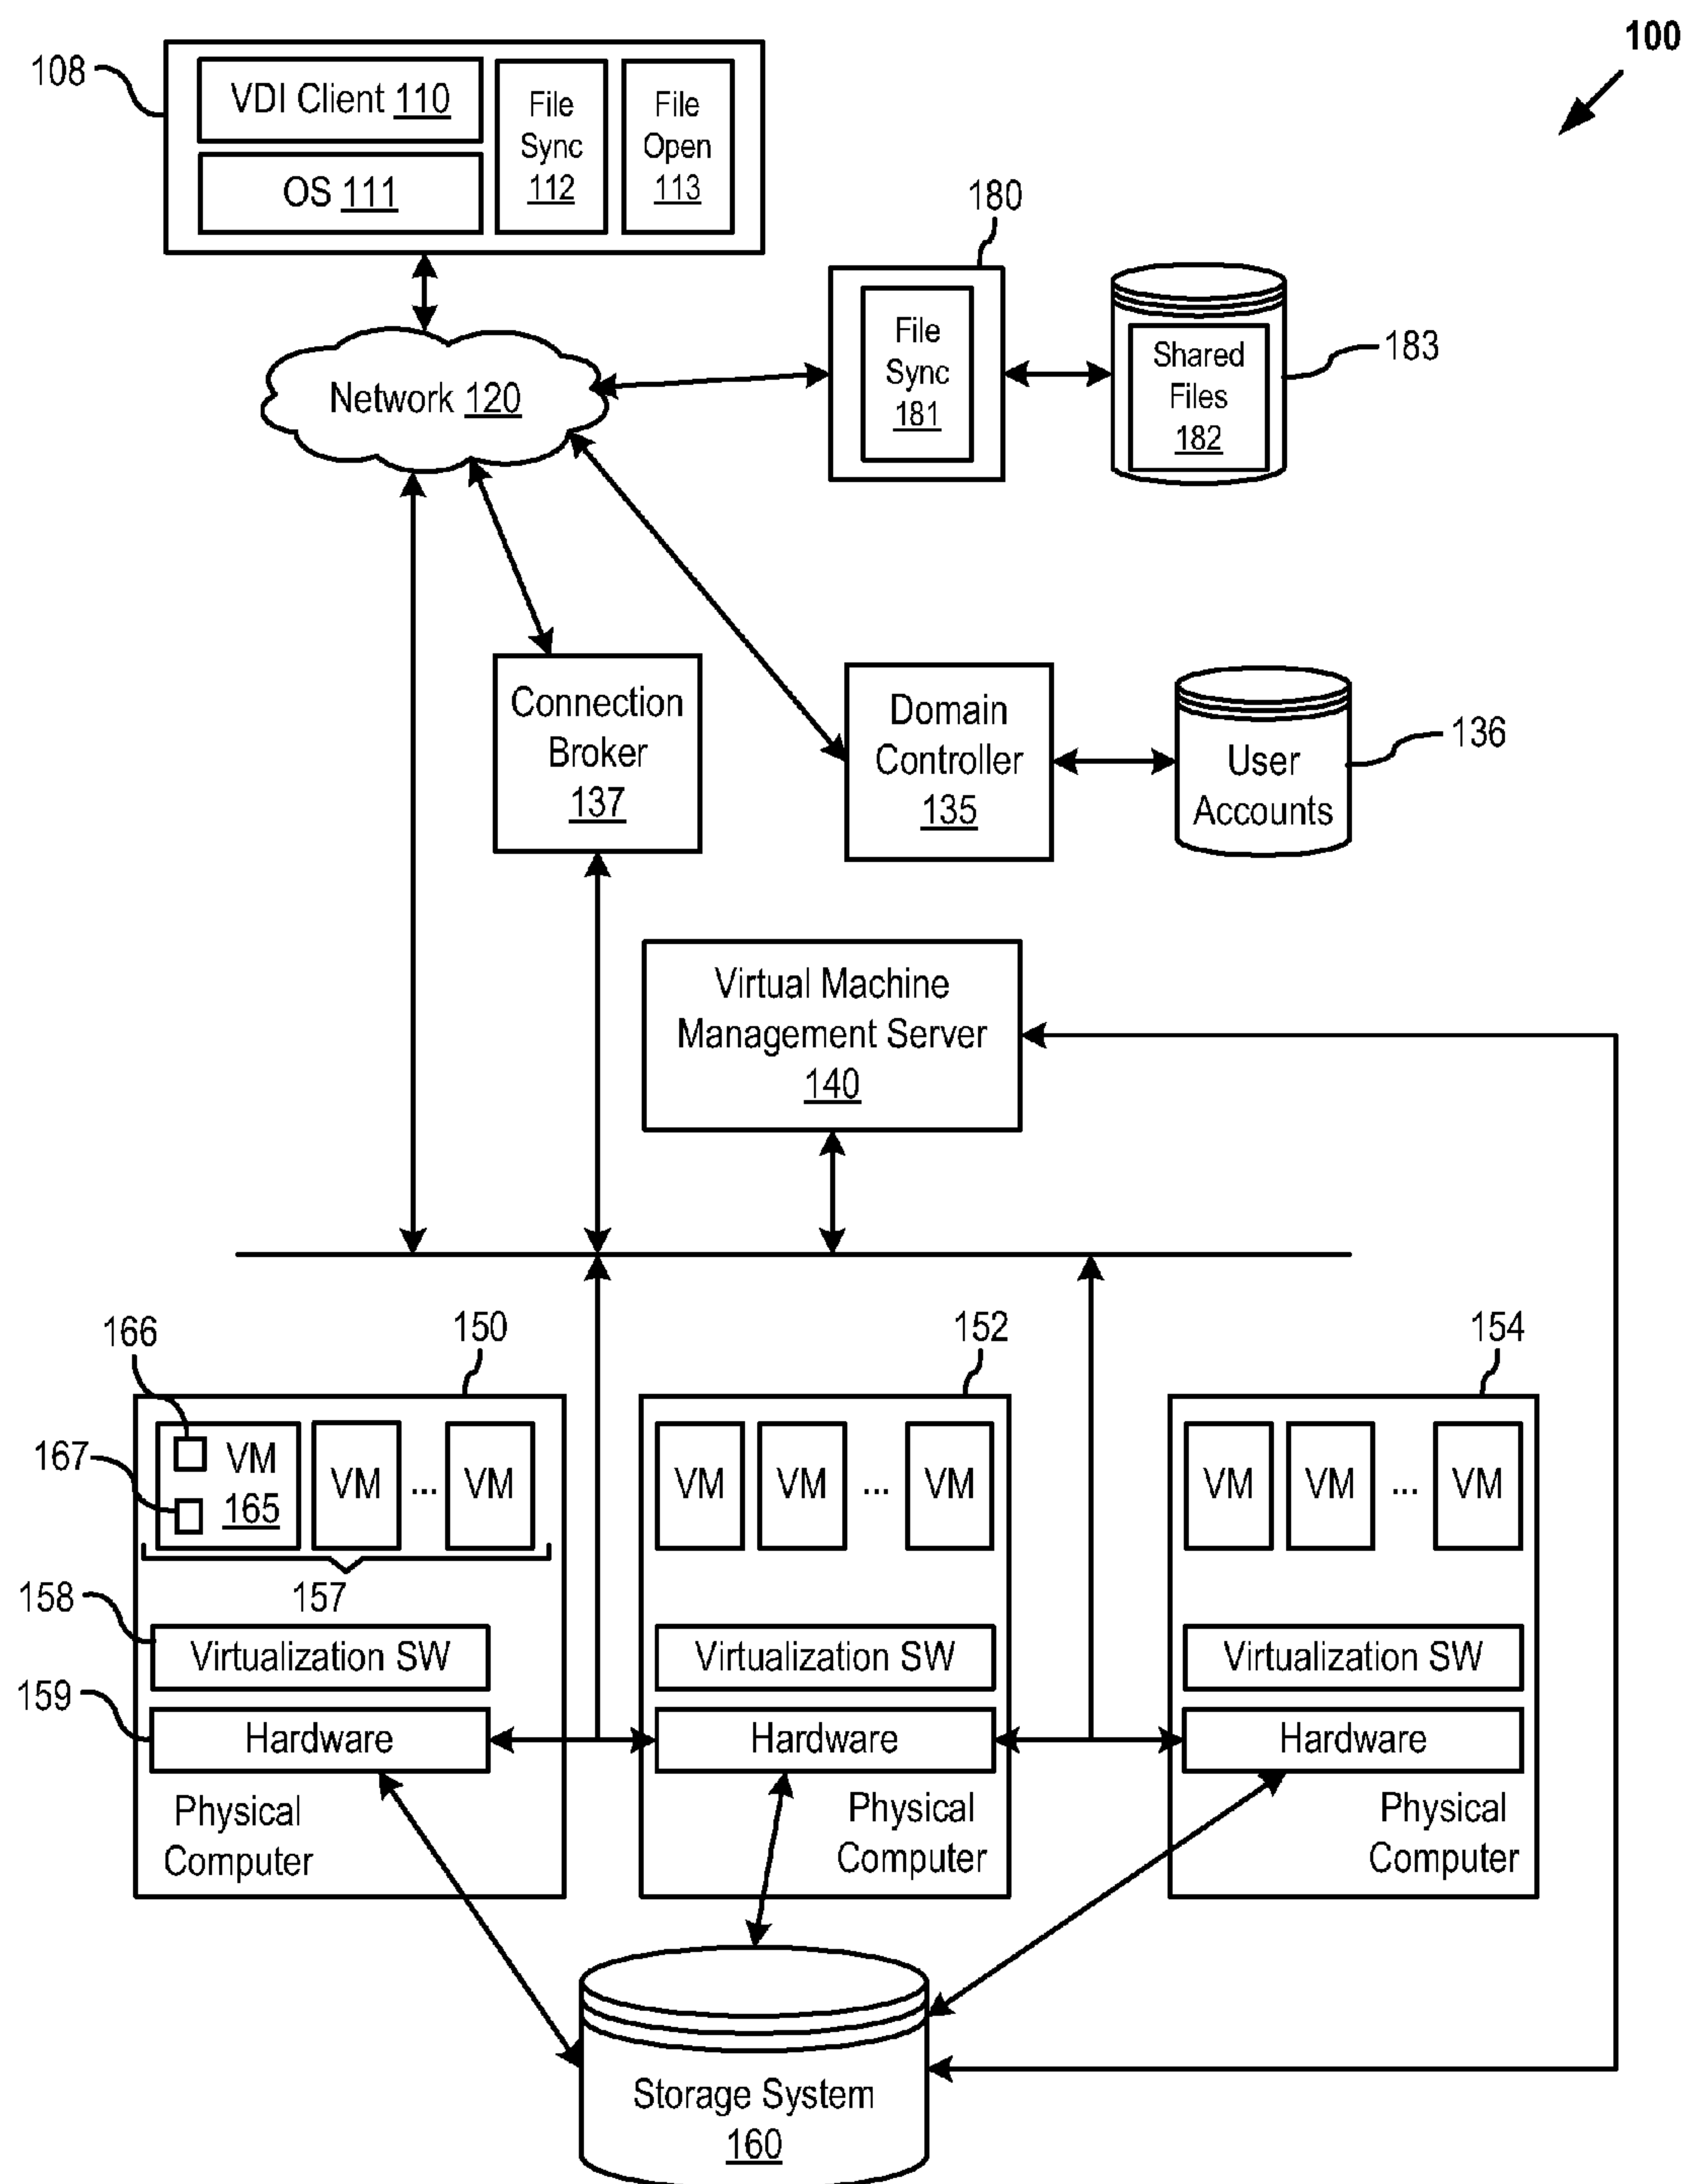 100
108
VDI Client 110
OS 111
File
Sync
112
File
Open
113
180
File
Sync
181
Shared
Files
182
183
Network 120
Connection
Broker
137
Domain
Controller
135
User
Accounts
136
Virtual Machine
Management Server
140
166
150
152
154
167
VM
165
VM
...
VM
VM
VM
...
VM
VM
VM
...
VM
157
158
Virtualization SW
Virtualization SW
Virtualization SW
159
Hardware
Hardware
Hardware
Physical
Computer
Physical
Computer
Physical
Computer
Storage System
160